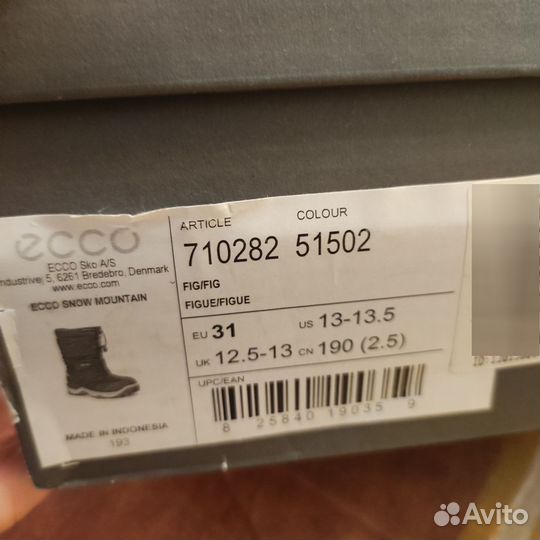 ecco
ECCO Sko A/S
Industrivej 5, 6261 Bredebro, Denmark
www.ecco.com
ECCO SNOW MOUNTAIN
MADE IN INDONESIA
193
ARTICLE COLOUR
710282 51502
FIG/FIG
FIGUE/FIGUE
EU 31 US 13-13.5
UK 12.5-13 CN 190 (2.5)
UPC/EAN
8 25840 19035 9
Avito